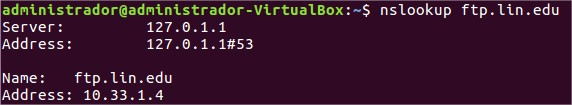 administrador@administrador-VirtualBox:~$ nslookup ftp.lin.edu
Server:         127.0.1.1
Address:        127.0.1.1#53

Name:   ftp.lin.edu
Address: 10.33.1.4